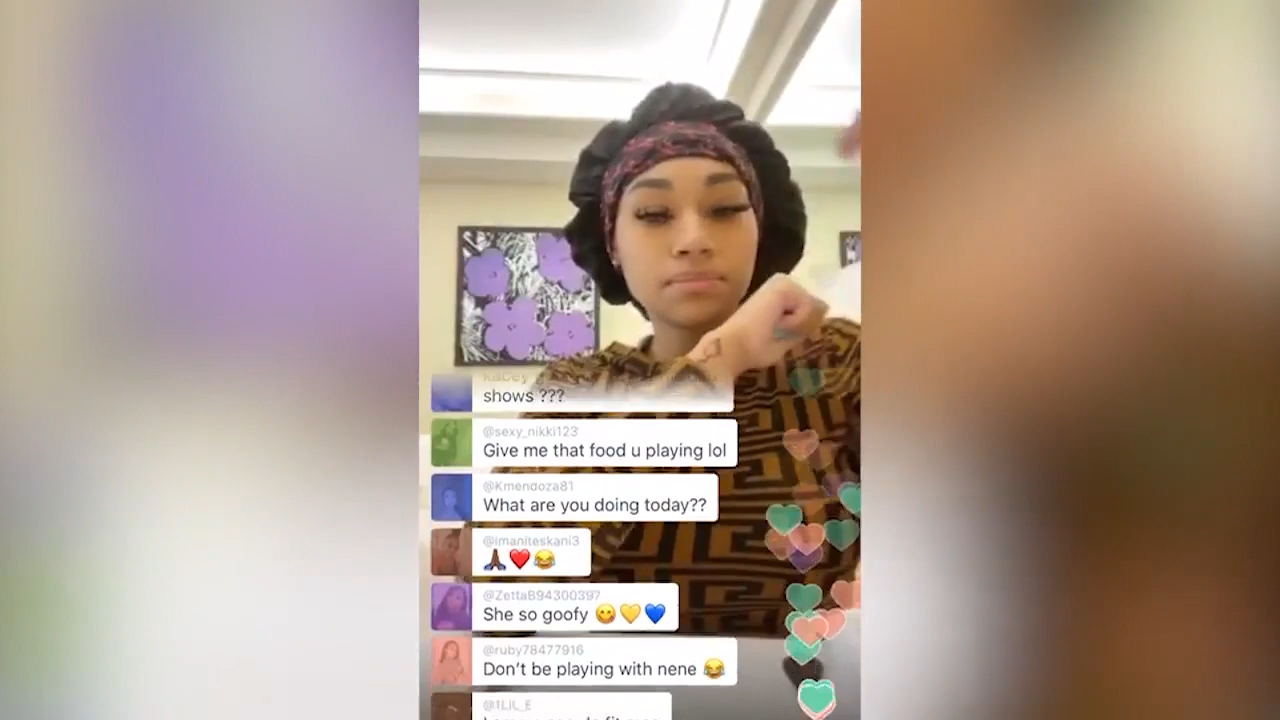 shows ???
@sexy_nikki123
Give me that food u playing lol
@Kmendoza81
What are you doing today??
@imaniteskani3
🙏🏿❤️😂
@ZettaB94300397
She so goofy 😋💛💙
@ruby78477916
Don’t be playing with nene 😂
@1LIL_E